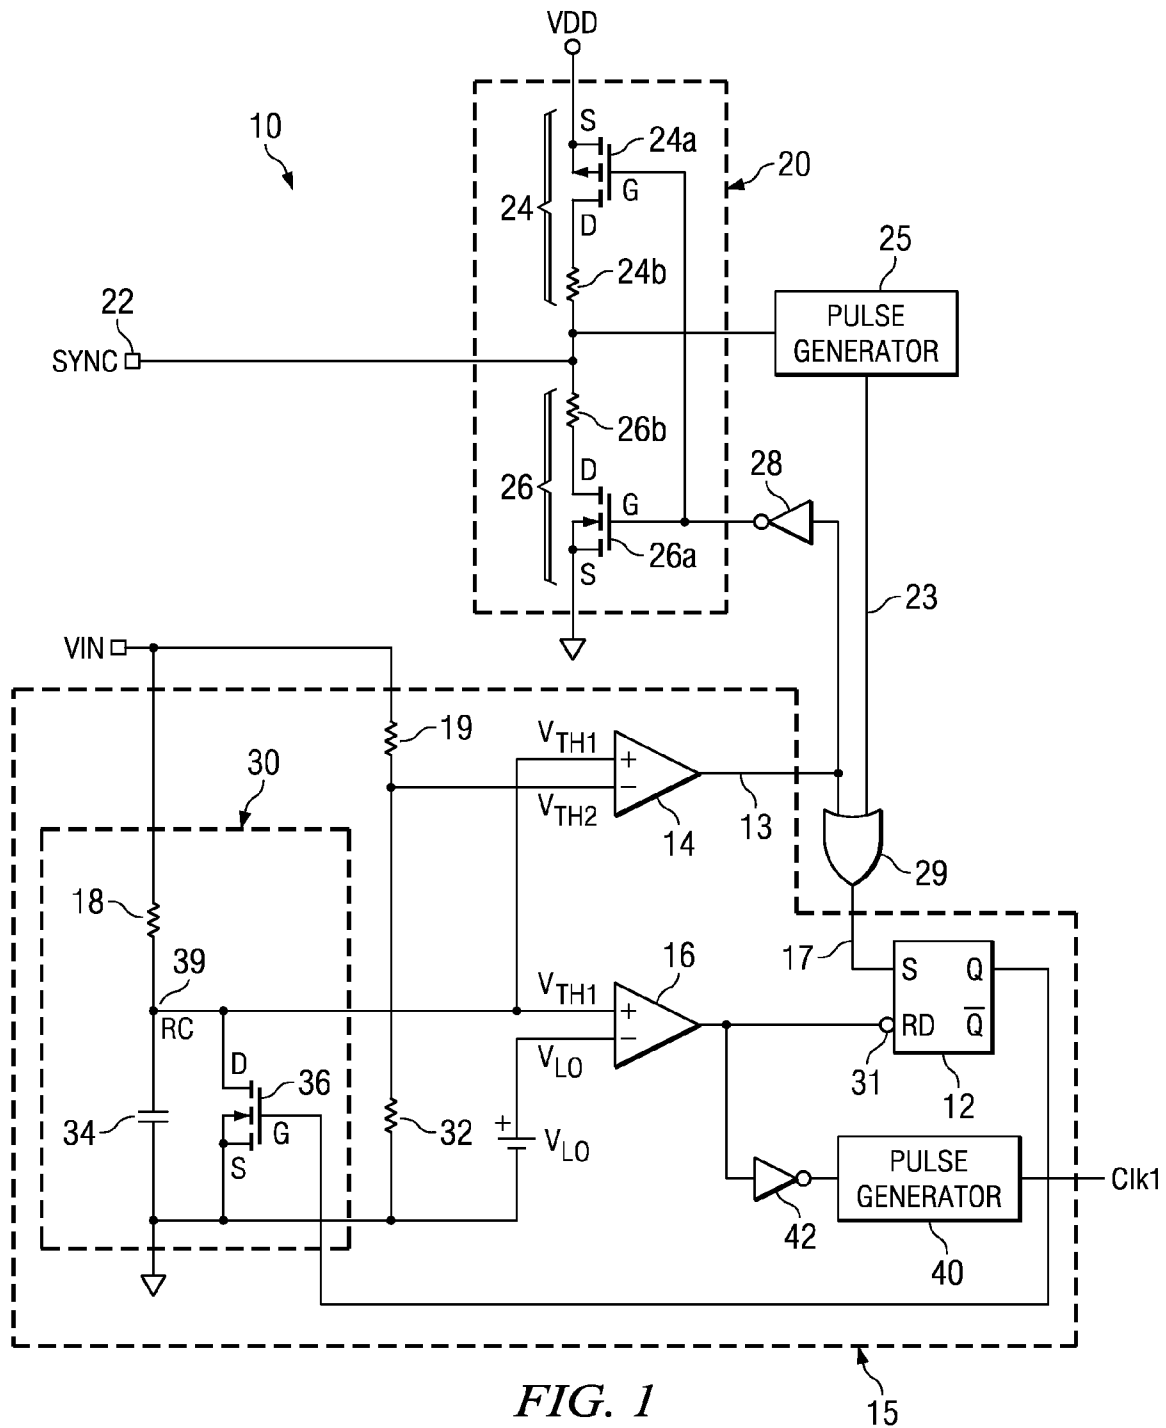 VDD
10
S
24a
G
20
24
D
24b
25
PULSE
GENERATOR
22
SYNC
26b
D
28
26
G
26a
S
23
VIN
19
VTH1
+
30
−
VTH2
14
13
29
18
39
16
17
S Q
VTH1
+
RC
−
RD Q̅
VLO
D
36
31
12
34
G
32
+
VLO
S
PULSE
GENERATOR
Clk1
42
40
15
FIG. 1